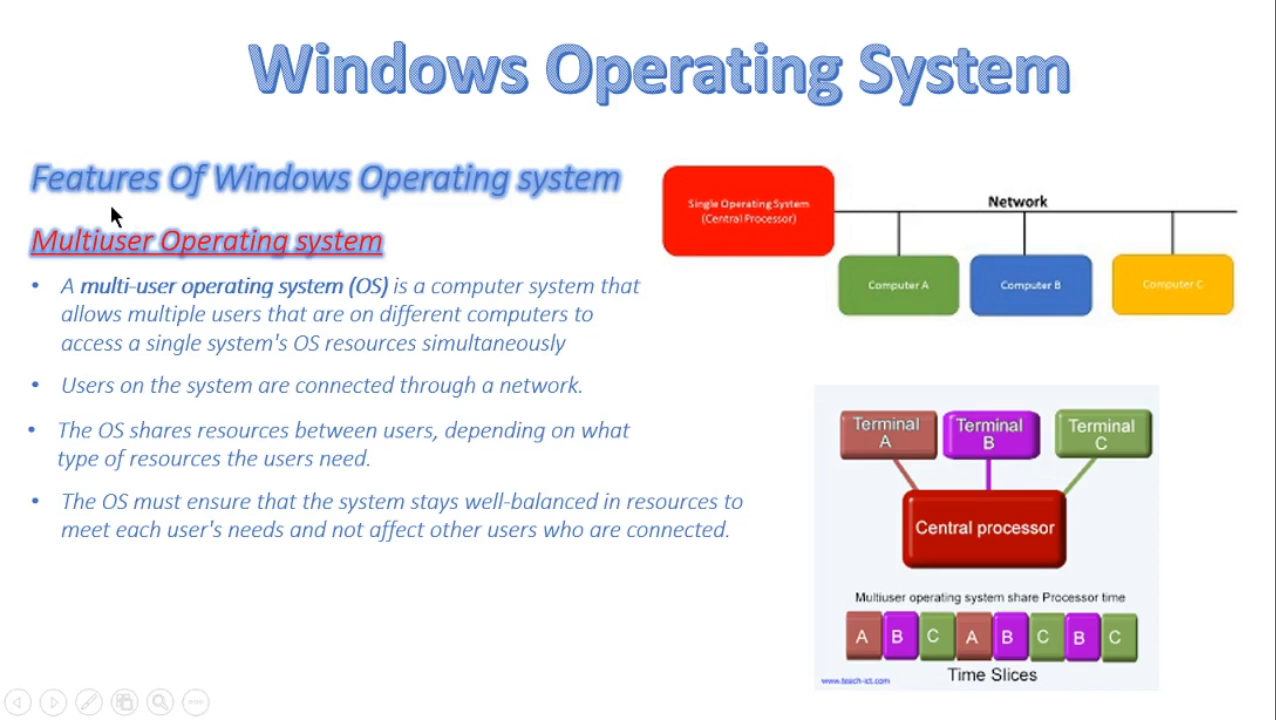 Windows Operating System
Features Of Windows Operating system
Multiuser Operating system
• A multi-user operating system (OS) is a computer system that
allows multiple users that are on different computers to
access a single system's OS resources simultaneously
• Users on the system are connected through a network.
• The OS shares resources between users, depending on what
type of resources the users need.
• The OS must ensure that the system stays well-balanced in resources to
meet each user's needs and not affect other users who are connected.
Single Operating System
(Central Processor)
Network
Computer A
Computer B
Computer C
Terminal
A
Terminal
B
Terminal
C
Central processor
Multiuser operating system share Processor time
A B C A B C B C
Time Slices
www.teach-ict.com